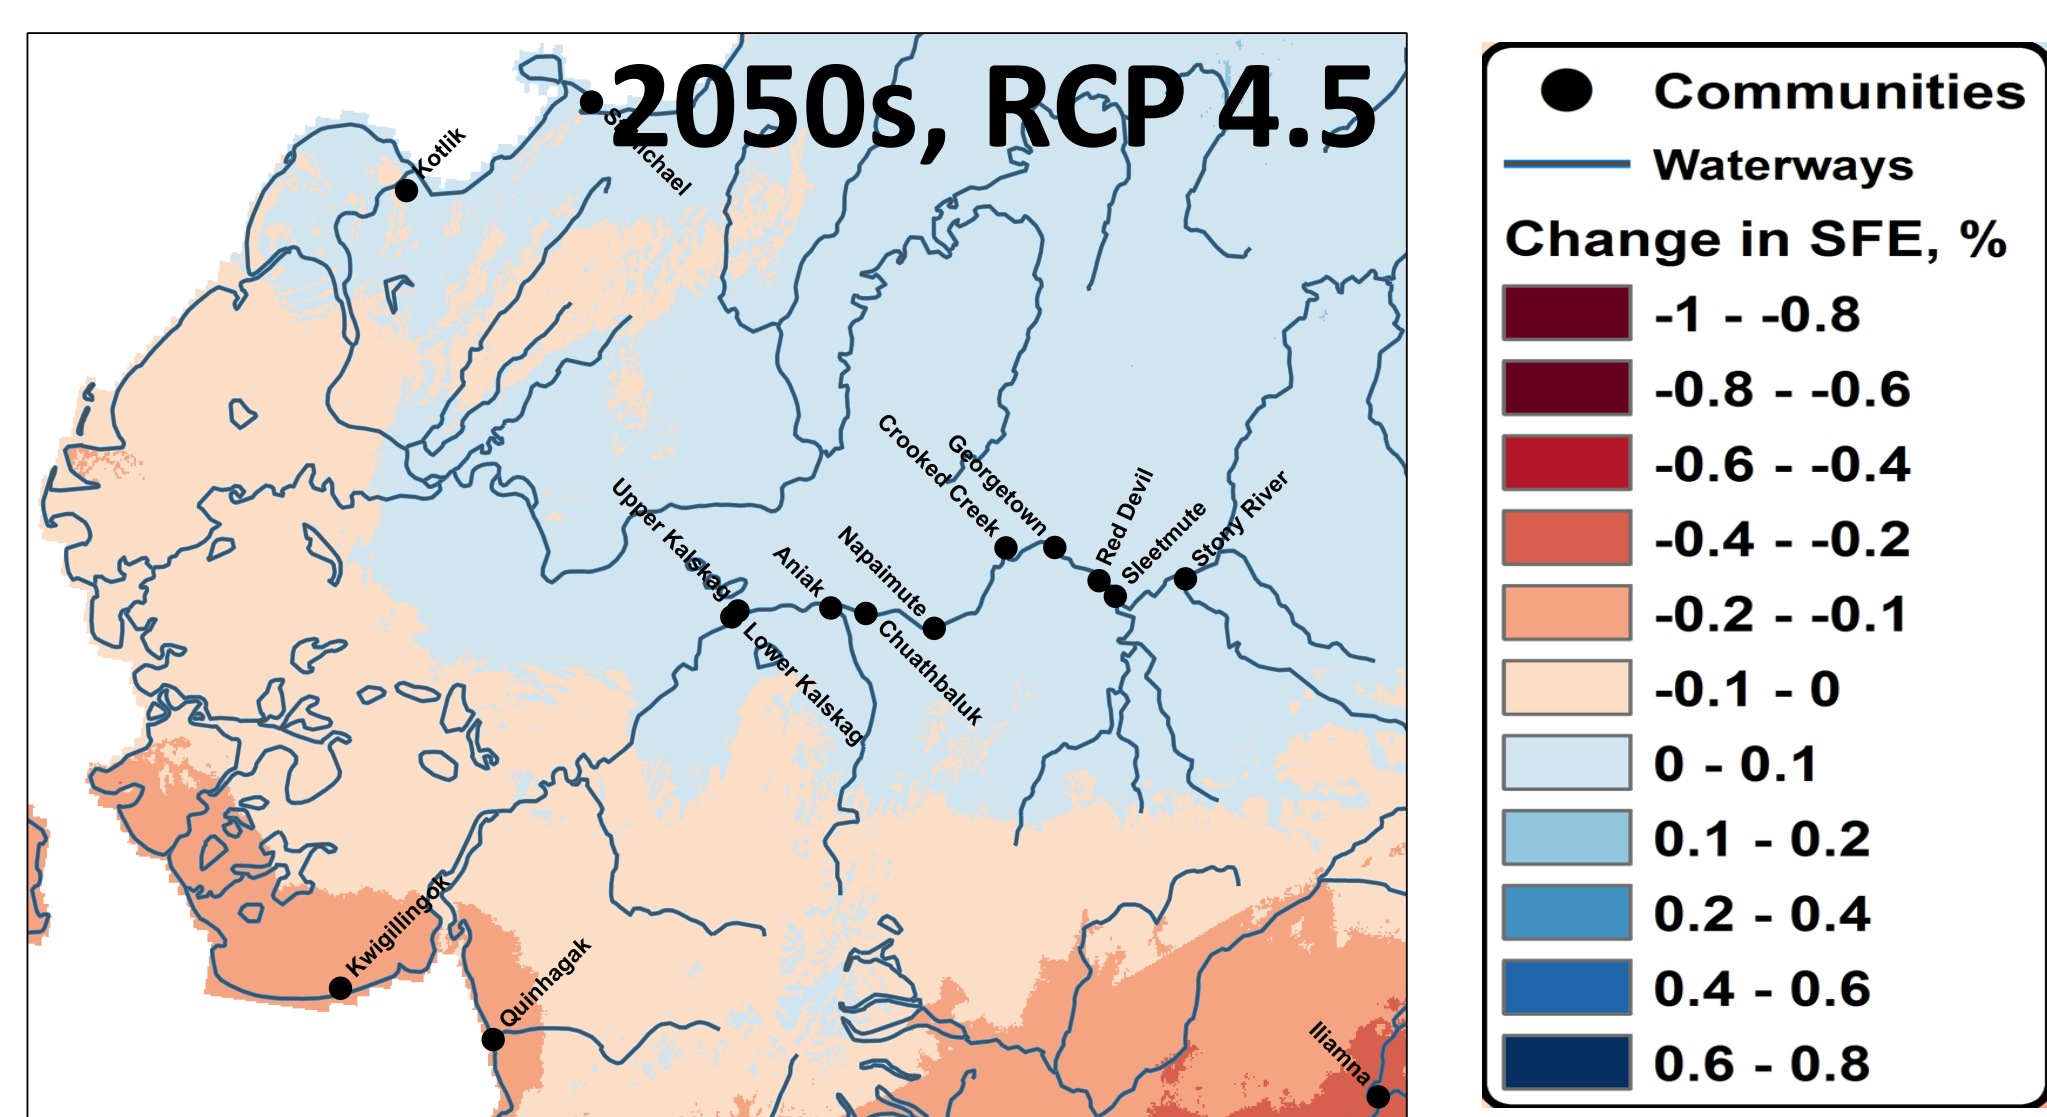 2050s, RCP 4.5
St. Michael
Kotlik
Crooked Creek
Georgetown
Red Devil
Sleetmute
Stony River
Upper Kalskag
Aniak
Napaimute
Lower Kalskag
Chuathbaluk
Kwigillingok
Quinhagak
Iliamna
Communities
Waterways
Change in SFE, %
-1 - -0.8
-0.8 - -0.6
-0.6 - -0.4
-0.4 - -0.2
-0.2 - -0.1
-0.1 - 0
0 - 0.1
0.1 - 0.2
0.2 - 0.4
0.4 - 0.6
0.6 - 0.8